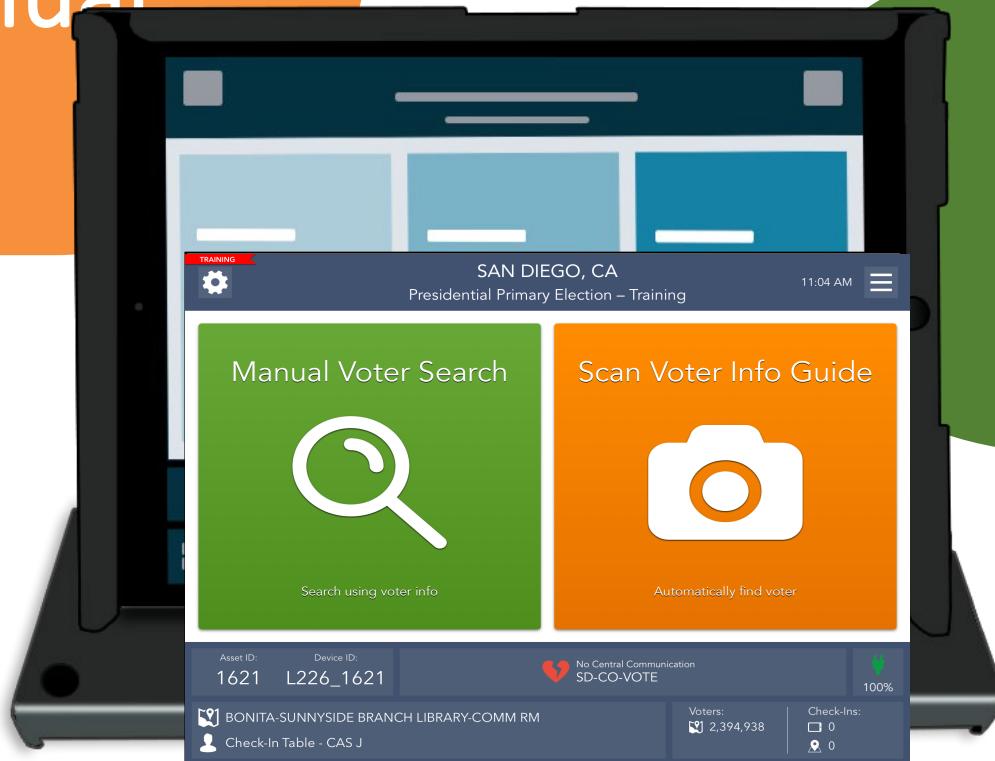 TRAINING
SAN DIEGO, CA
Presidential Primary Election – Training
11:04 AM
Manual Voter Search
Search using voter info
Scan Voter Info Guide
Automatically find voter
Asset ID:
1621
Device ID:
L226_1621
No Central Communication
SD-CO-VOTE
100%
BONITA-SUNNYSIDE BRANCH LIBRARY-COMM RM
Check-In Table - CAS J
Voters:
2,394,938
Check-Ins:
0
0